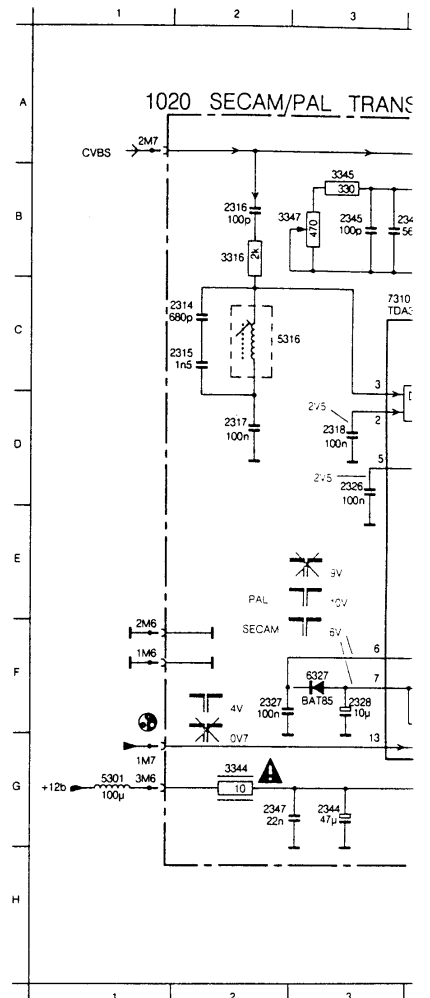 1 2 3
A
1020 SECAM/PAL TRANS
CVBS
2M7
B
3345
330
2316
100p
3347
470
2345
100p
3316
2k
C
2314
680p
7310
5316
2315
1n5
3
D
2317
100n
2V5
2318
100n
2
2V5
5
2326
100n
E
9V
PAL
10V
SECAM
6V
2M6
F
1M6
6
6327
BAT85
7
2327
100n
2328
10μ
4V
0V7
13
1M7
G
+12b
5301
100μ
3M6
3344
10
2347
22n
2344
47μ
H
1 2 3